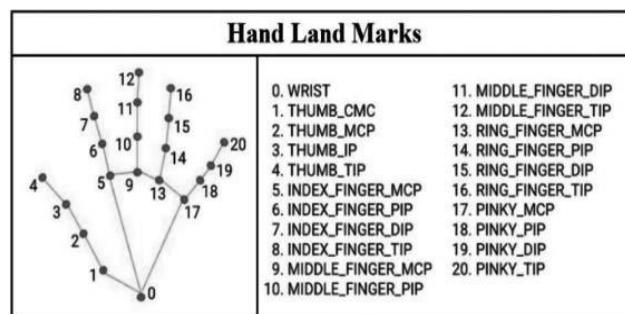 Hand Land Marks
12
8
16
11
7
15
20
6
10
14
19
4
5
9
13
18
3
17
2
1
0
0. WRIST
1. THUMB_CMC
2. THUMB_MCP
3. THUMB_IP
4. THUMB_TIP
5. INDEX_FINGER_MCP
6. INDEX_FINGER_PIP
7. INDEX_FINGER_DIP
8. INDEX_FINGER_TIP
9. MIDDLE_FINGER_MCP
10. MIDDLE_FINGER_PIP
11. MIDDLE_FINGER_DIP
12. MIDDLE_FINGER_TIP
13. RING_FINGER_MCP
14. RING_FINGER_PIP
15. RING_FINGER_DIP
16. RING_FINGER_TIP
17. PINKY_MCP
18. PINKY_PIP
19. PINKY_DIP
20. PINKY_TIP